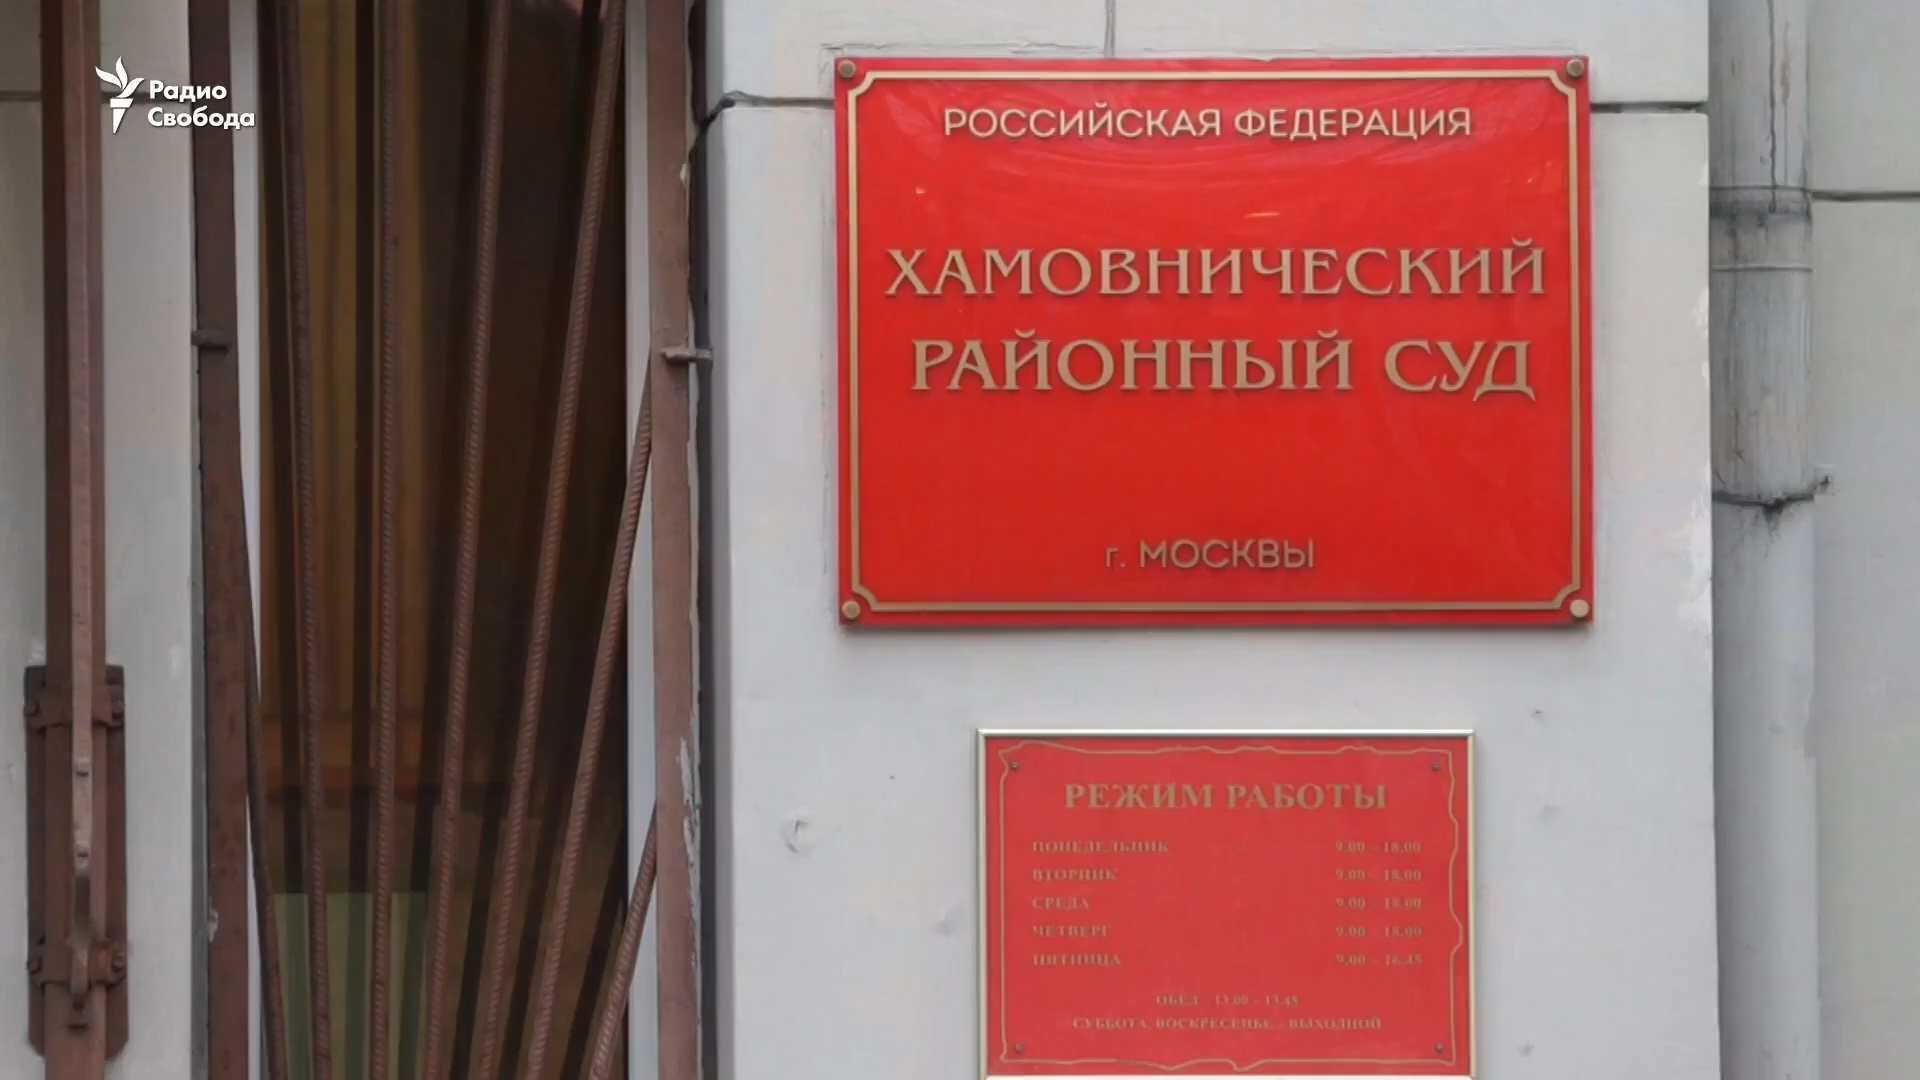 Радио
Свобода
РОССИЙСКАЯ ФЕДЕРАЦИЯ
ХАМОВНИЧЕСКИЙ
РАЙОННЫЙ СУД
г. МОСКВЫ
РЕЖИМ РАБОТЫ
ПОНЕДЕЛЬНИК – 9.00 – 18.00
ВТОРНИК – 9.00 – 18.00
СРЕДА – 9.00 – 18.00
ЧЕТВЕРГ – 9.00 – 18.00
ПЯТНИЦА – 9.00 – 16.45
ОБЕД – 13.00 – 13.45
СУББОТА, ВОСКРЕСЕНЬЕ – ВЫХОДНОЙ